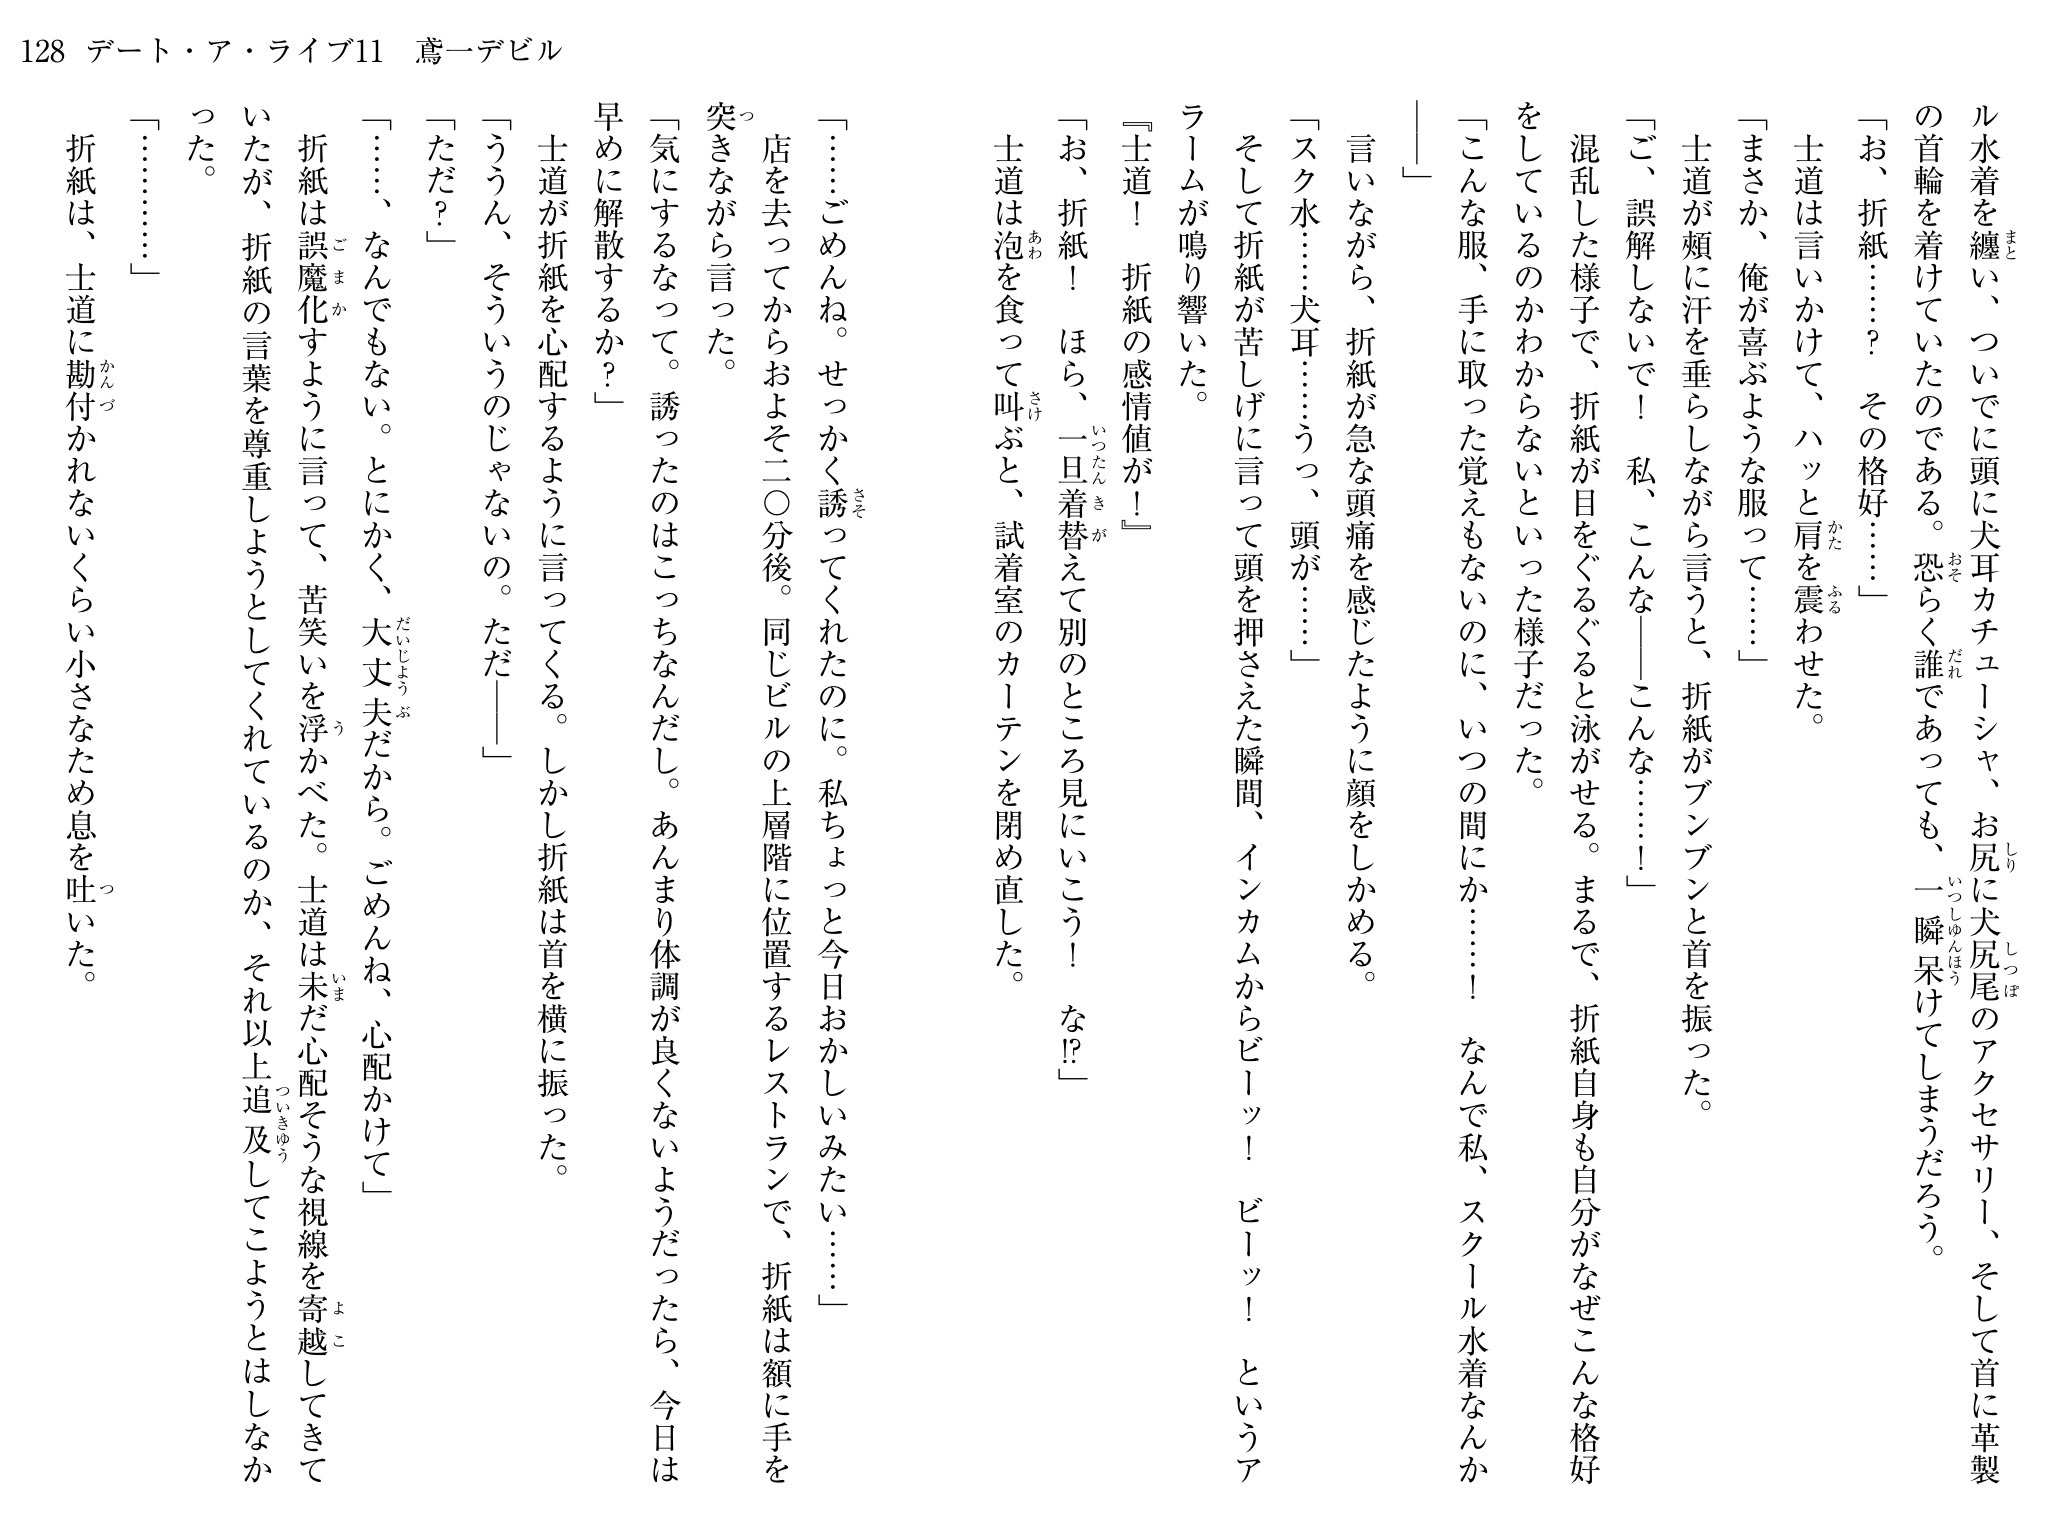 128 デート・ア・ライブ11　鳶一デビル
ル水着を纏い、ついでに頭に犬耳カチューシャ、お尻に犬尻尾のアクセサリー、そして首に革製
の首輪を着けていたのである。恐らく誰であっても、一瞬呆けてしまうだろう。
「お、折紙……？　その格好……」
　士道は言いかけて、ハッと肩を震わせた。
「まさか、俺が喜ぶような服って……」
　士道が頰に汗を垂らしながら言うと、折紙がブンブンと首を振った。
「ご、誤解しないで！　私、こんな――こんな……！」
　混乱した様子で、折紙が目をぐるぐると泳がせる。まるで、折紙自身も自分がなぜこんな格好
をしているのかわからないといった様子だった。
「こんな服、手に取った覚えもないのに、いつの間にか……！　なんで私、スクール水着なんか
――」
　言いながら、折紙が急な頭痛を感じたように顔をしかめる。
「スク水……犬耳……うっ、頭が……」
　そして折紙が苦しげに言って頭を押さえた瞬間、インカムからビーッ！　ビーッ！　というア
ラームが鳴り響いた。
『士道！　折紙の感情値が！』
「お、折紙！　ほら、一旦着替えて別のところ見にいこう！　な⁉」
　士道は泡を食って叫ぶと、試着室のカーテンを閉め直した。
「……ごめんね。せっかく誘ってくれたのに。私ちょっと今日おかしいみたい……」
　店を去ってからおよそ二〇分後。同じビルの上層階に位置するレストランで、折紙は額に手を
突きながら言った。
「気にするなって。誘ったのはこっちなんだし。あんまり体調が良くないようだったら、今日は
早めに解散するか？」
　士道が折紙を心配するように言ってくる。しかし折紙は首を横に振った。
「ううん、そういうのじゃないの。ただ――」
「ただ？」
「……、なんでもない。とにかく、大丈夫だから。ごめんね、心配かけて」
　折紙は誤魔化すように言って、苦笑いを浮かべた。士道は未だ心配そうな視線を寄越してきて
いたが、折紙の言葉を尊重しようとしてくれているのか、それ以上追及してこようとはしなか
った。
「…………」
　折紙は、士道に勘付かれないくらい小さなため息を吐いた。